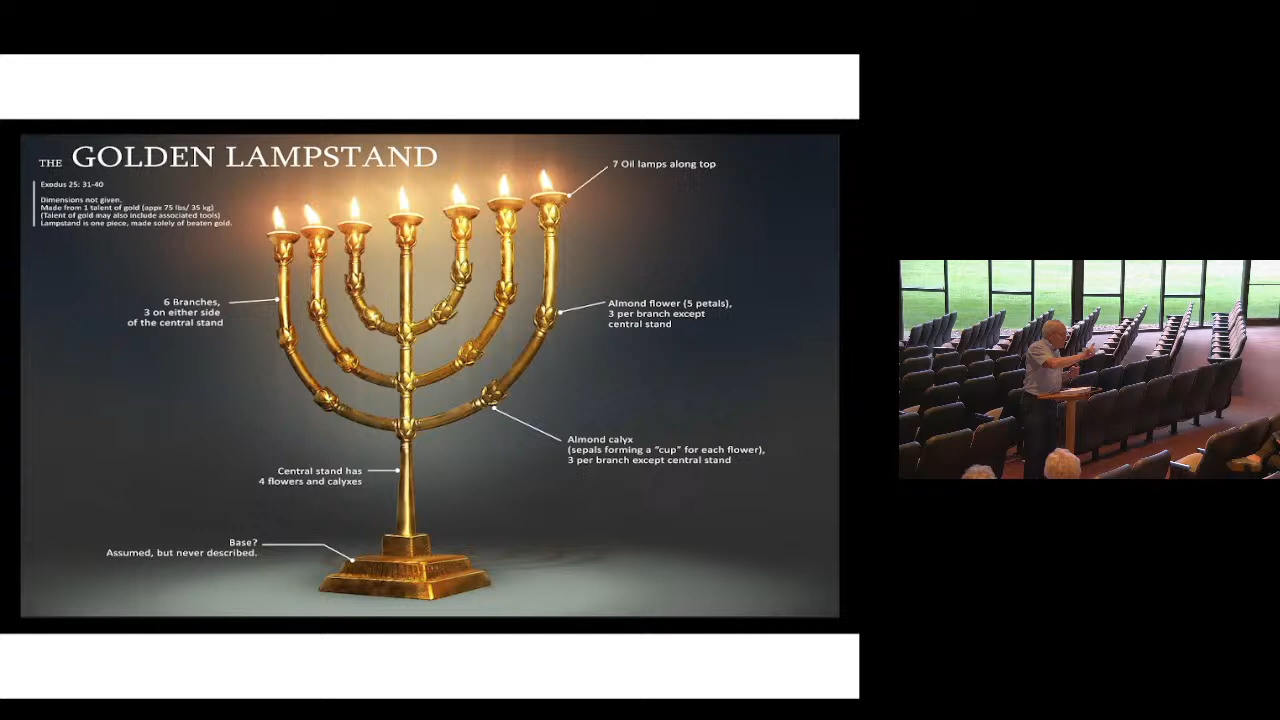 THE GOLDEN LAMPSTAND
Exodus 25: 31-40
Dimensions not given.
Made from 1 talent of gold (appx 75 lbs/ 35 kg)
(Talent of gold may also include associated tools)
Lampstand is one piece, made solely of beaten gold.
7 Oil lamps along top
6 Branches,
3 on either side
of the central stand
Almond flower (5 petals),
3 per branch except
central stand
Almond calyx
(sepals forming a “cup” for each flower),
3 per branch except central stand
Central stand has
4 flowers and calyxes
Base?
Assumed, but never described.